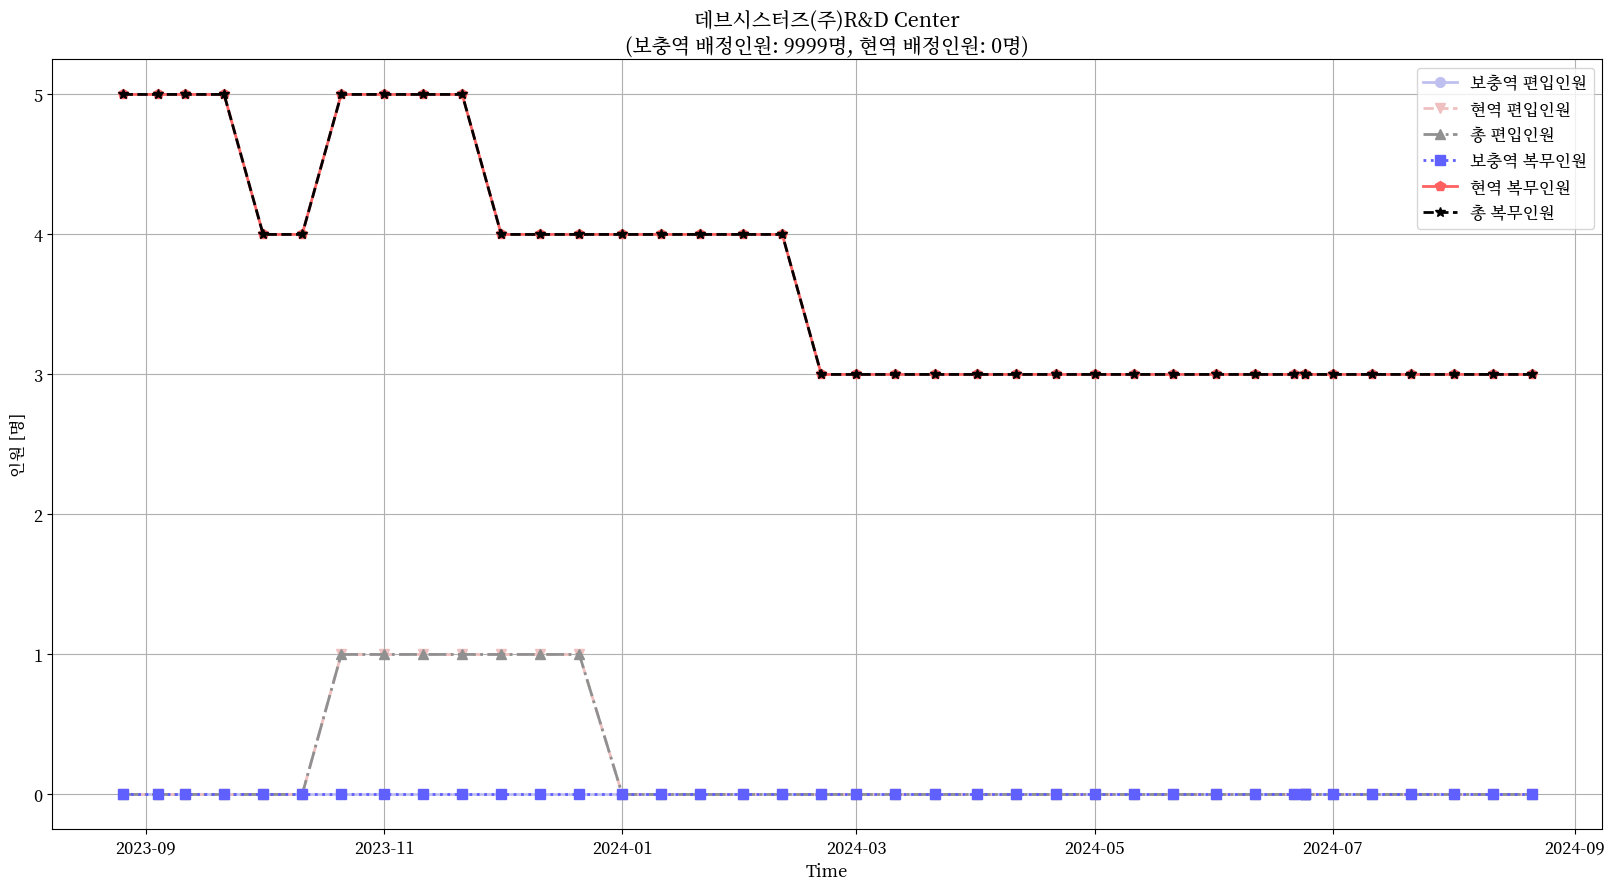 데브시스터즈(주)R&D Center
(보충역 배정인원: 9999명, 현역 배정인원: 0명)
보충역 편입인원
현역 편입인원
총 편입인원
보충역 복무인원
현역 복무인원
총 복무인원
인원 [명]
5
4
3
2
1
0
2023-09
2023-11
2024-01
2024-03
2024-05
2024-07
2024-09
Time